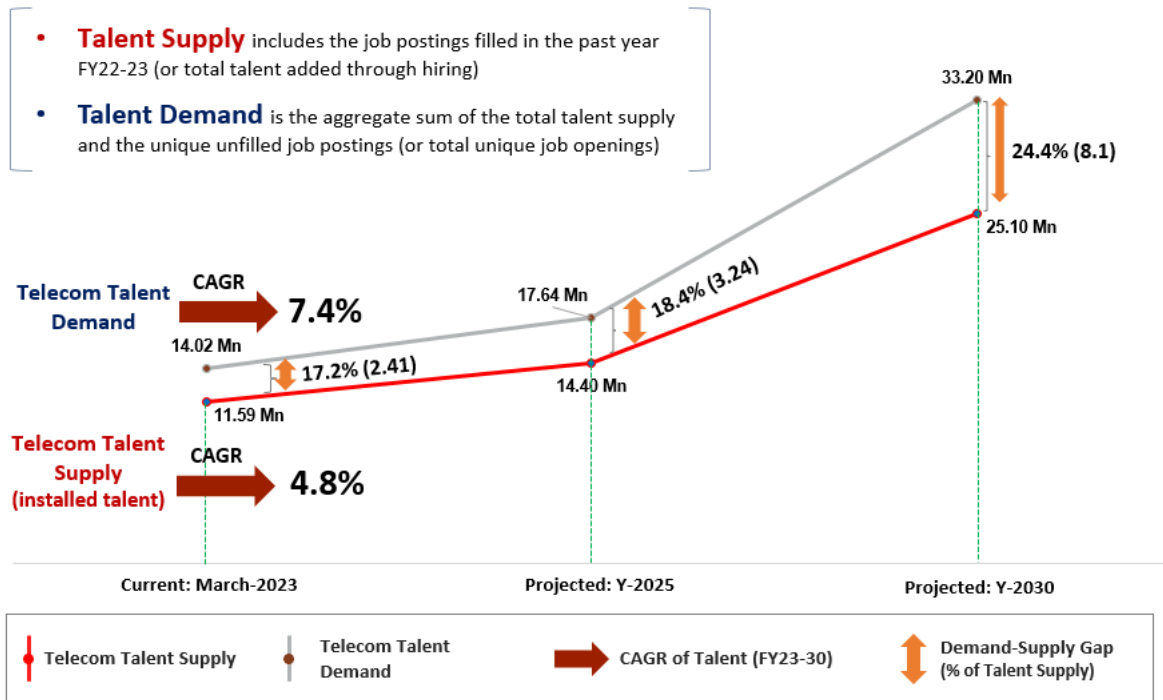 • Talent Supply includes the job postings filled in the past year
FY22-23 (or total talent added through hiring)
• Talent Demand is the aggregate sum of the total talent supply
and the unique unfilled job postings (or total unique job openings)
33.20 Mn
24.4% (8.1)
25.10 Mn
Telecom Talent
Demand
CAGR
7.4%
17.64 Mn
18.4% (3.24)
14.02 Mn
17.2% (2.41)
14.40 Mn
11.59 Mn
Telecom Talent
Supply
(installed talent)
CAGR
4.8%
Current: March-2023
Projected: Y-2025
Projected: Y-2030
Telecom Talent Supply
Telecom Talent
Demand
CAGR of Talent (FY23-30)
Demand-Supply Gap
(% of Talent Supply)